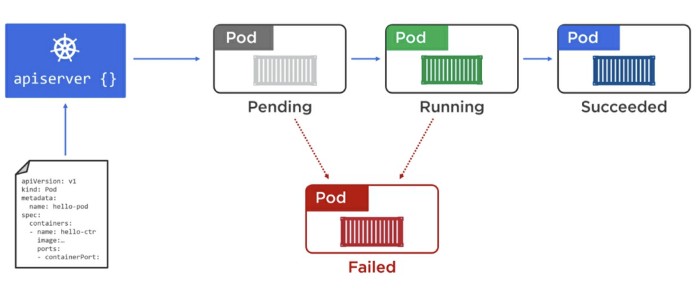 apiserver {}
Pod
Pending
Pod
Running
Pod
Succeeded
Pod
Failed
apiVersion: v1
kind: Pod
metadata:
  name: hello-pod
spec:
  containers:
  - name: hello-ctr
    image:…
    ports:
    - containerPort: